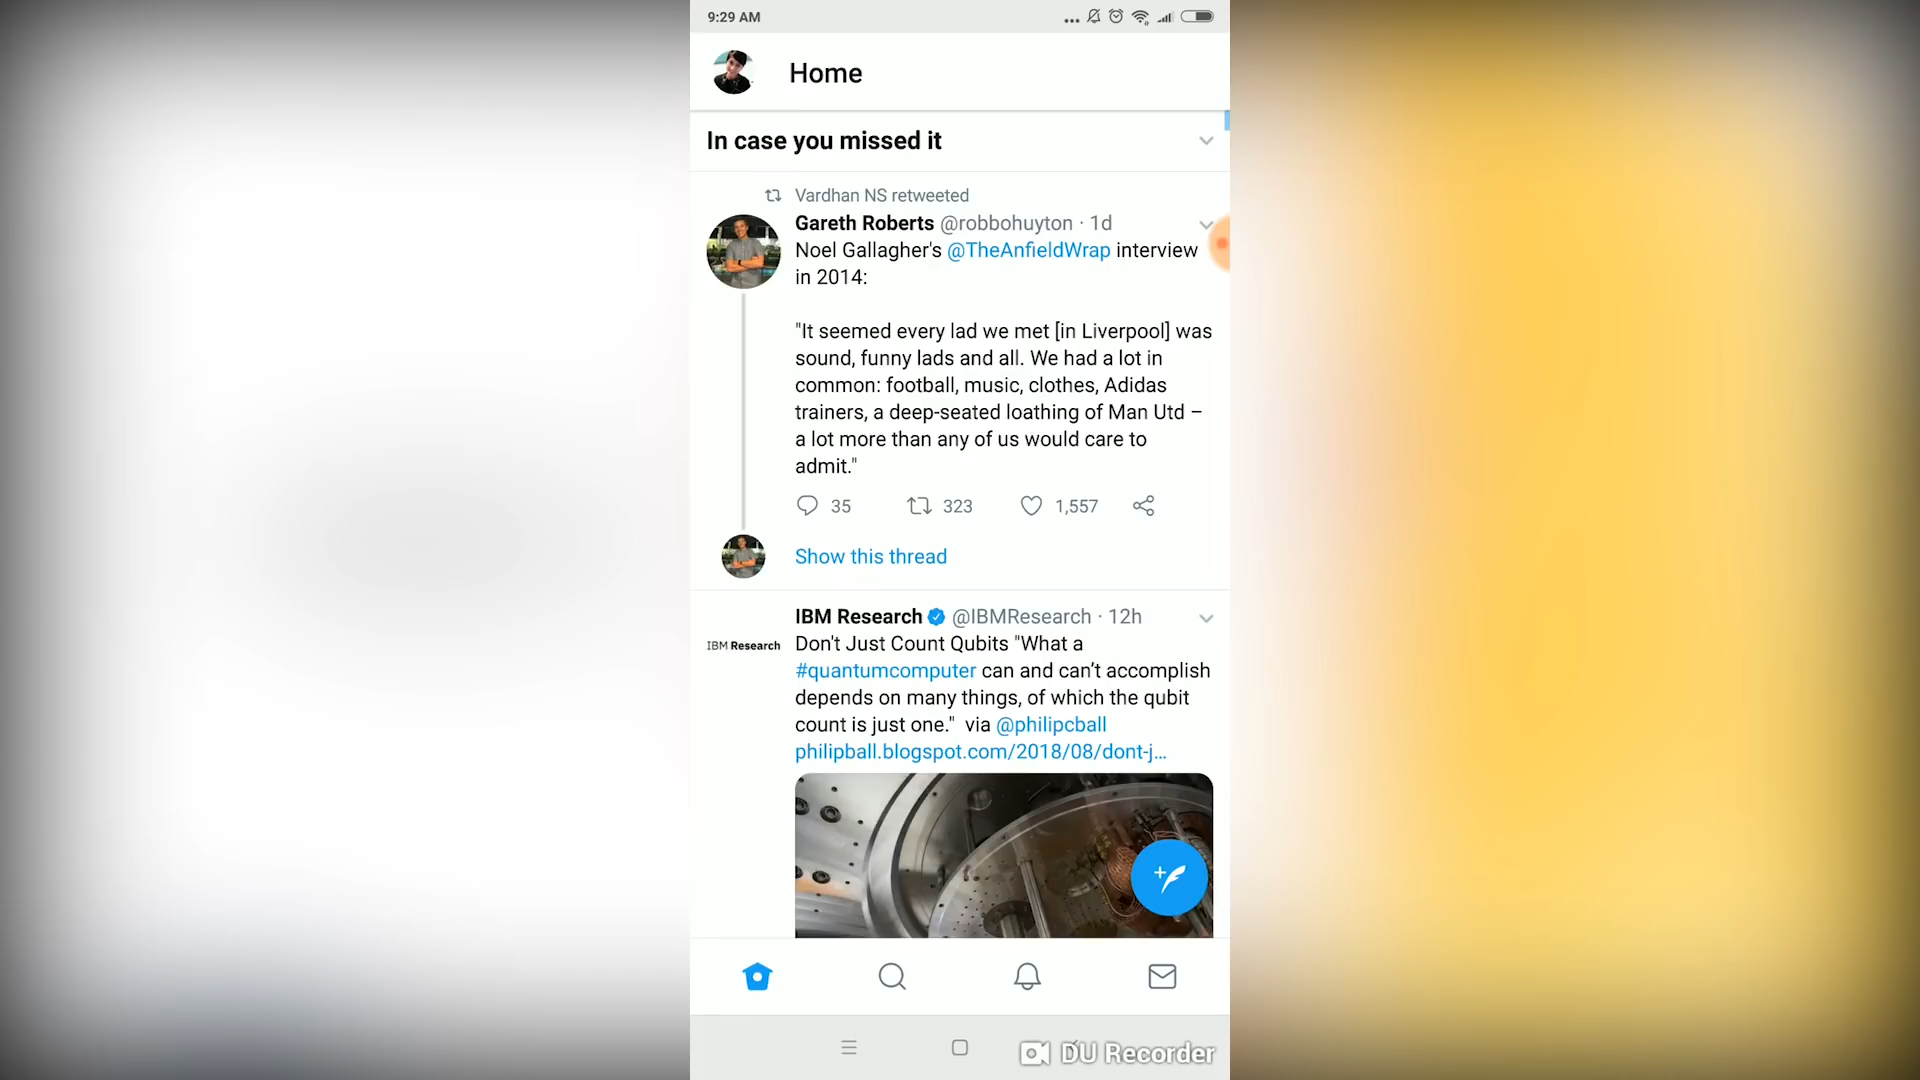 9:29 AM
Home
In case you missed it
Vardhan NS retweeted
Gareth Roberts @robbohuyton · 1d
Noel Gallagher's @TheAnfieldWrap interview
in 2014:
"It seemed every lad we met [in Liverpool] was
sound, funny lads and all. We had a lot in
common: football, music, clothes, Adidas
trainers, a deep-seated loathing of Man Utd –
a lot more than any of us would care to
admit."
35 323 1,557
Show this thread
IBM Research @IBMResearch · 12h
IBM Research
Don't Just Count Qubits "What a
#quantumcomputer can and can’t accomplish
depends on many things, of which the qubit
count is just one." via @philipcball
philipball.blogspot.com/2018/08/dont-j…
DU Recorder